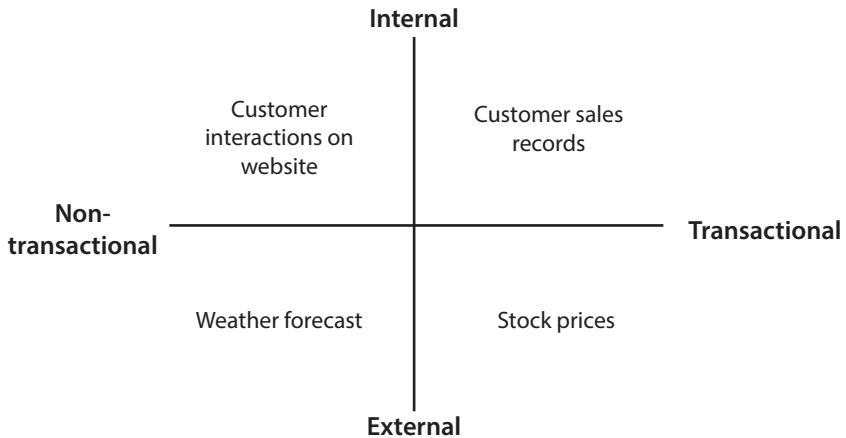 Internal
Customer
interactions on
website
Customer sales
records
Non-
transactional
Transactional
Weather forecast
Stock prices
External